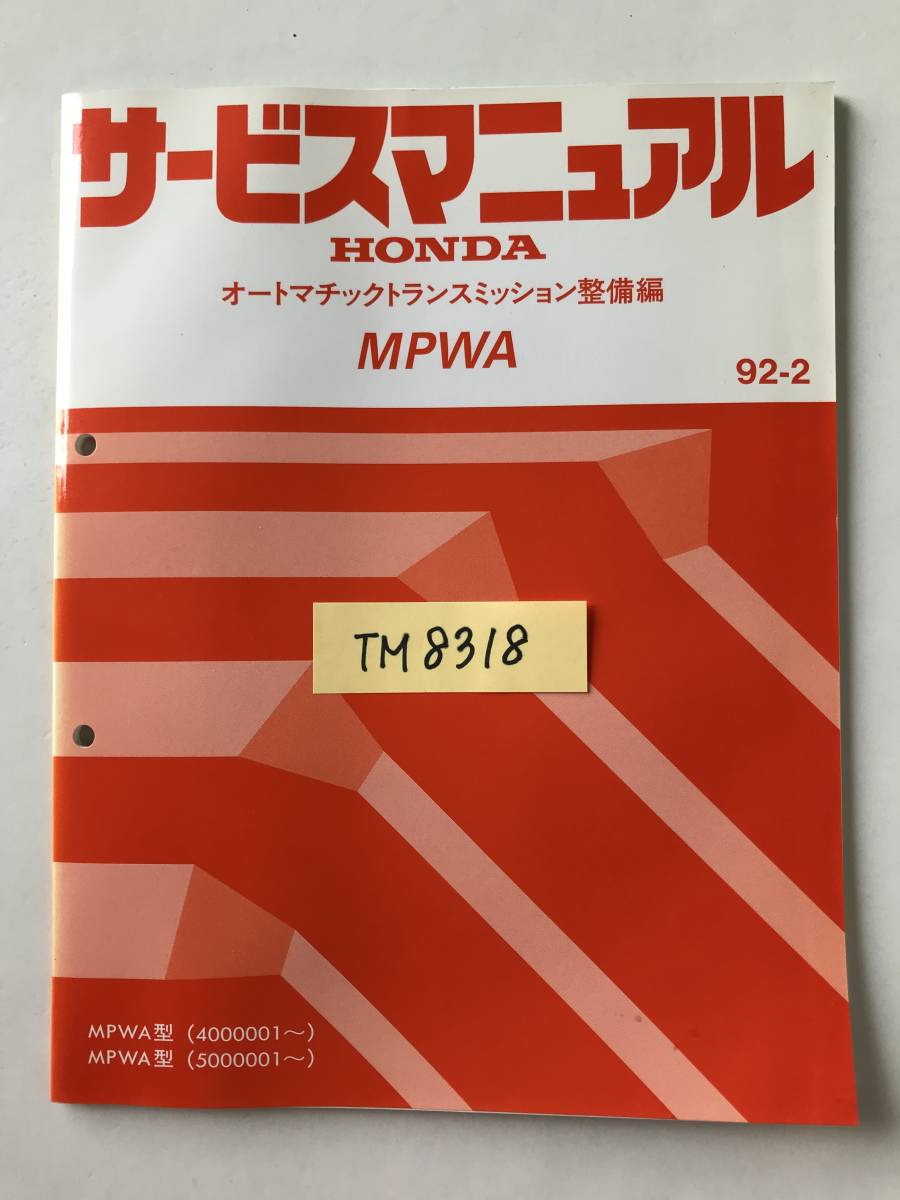 サービスマニュアル
HONDA
オートマチックトランスミッション整備編
MPWA
92-2
TM8318
MPWA型 (4000001～)
MPWA型 (5000001～)